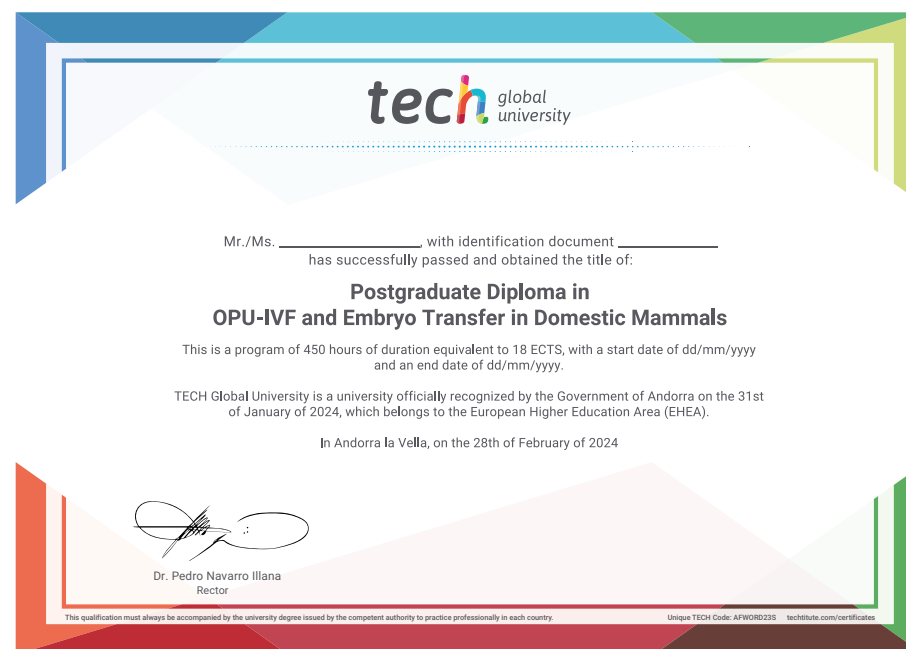 tech global university
Mr./Ms. ____________________, with identification document ______________
has successfully passed and obtained the title of:
Postgraduate Diploma in
OPU-IVF and Embryo Transfer in Domestic Mammals
This is a program of 450 hours of duration equivalent to 18 ECTS, with a start date of dd/mm/yyyy
and an end date of dd/mm/yyyy.
TECH Global University is a university officially recognized by the Government of Andorra on the 31st
of January of 2024, which belongs to the European Higher Education Area (EHEA).
In Andorra la Vella, on the 28th of February of 2024
Dr. Pedro Navarro Illana
Rector
This qualification must always be accompanied by the university degree issued by the competent authority to practice professionally in each country.
Unique TECH Code: AFWORD23S techtitute.com/certificates